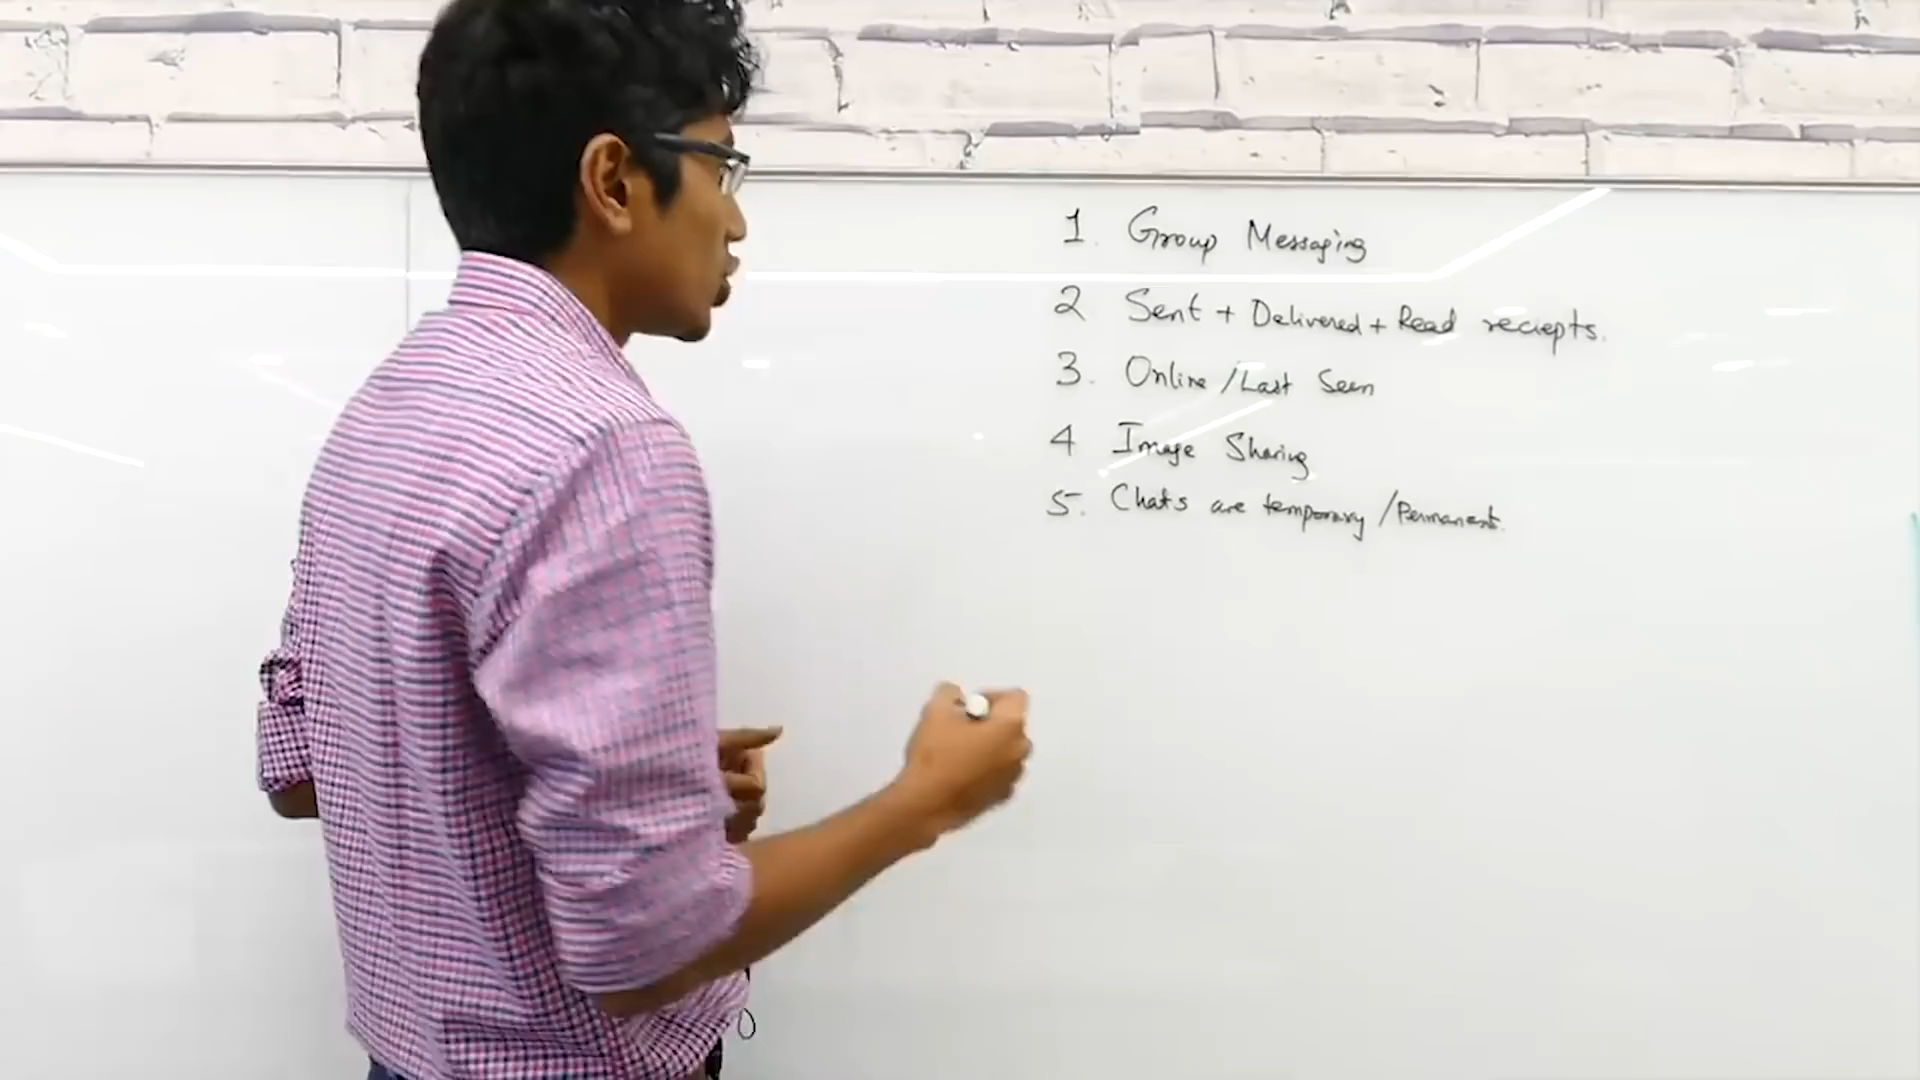 1. Group Messaging
2 Sent + Delivered + Read reciepts.
3. Online / Last Seen
4 Image Sharing
5. Chats are temporary / Permanent.